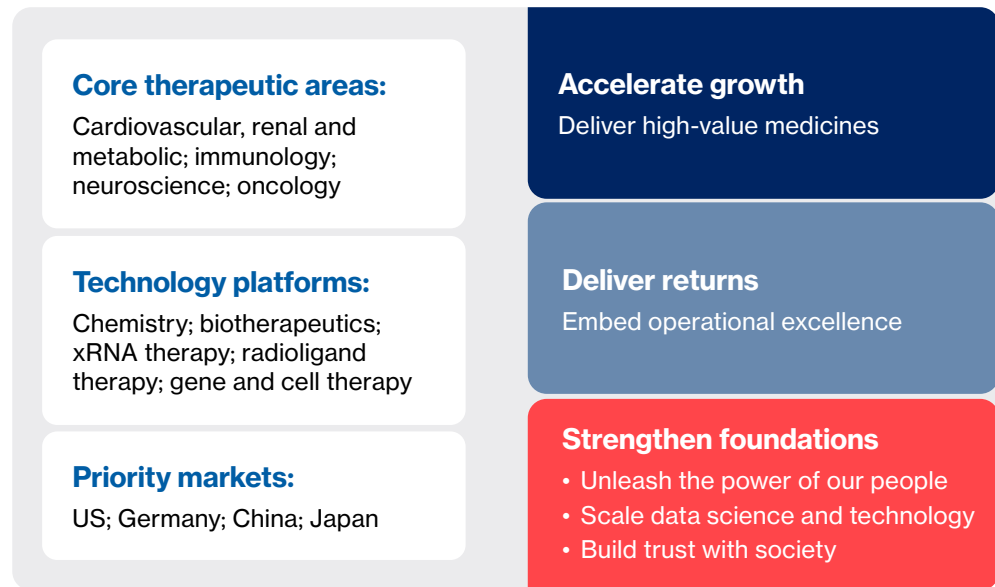 Core therapeutic areas:
Cardiovascular, renal and
metabolic; immunology;
neuroscience; oncology
Technology platforms:
Chemistry; biotherapeutics;
xRNA therapy; radioligand
therapy; gene and cell therapy
Priority markets:
US; Germany; China; Japan
Accelerate growth
Deliver high-value medicines
Deliver returns
Embed operational excellence
Strengthen foundations
• Unleash the power of our people
• Scale data science and technology
• Build trust with society